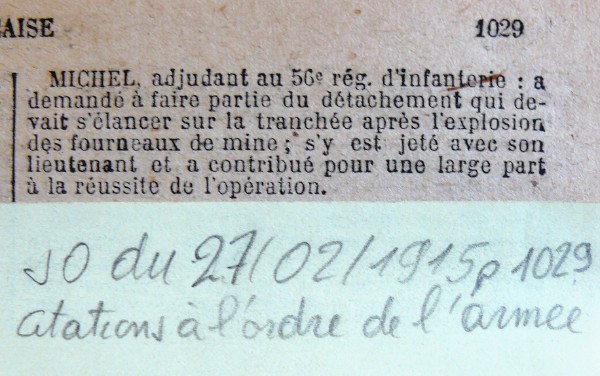 ÇAISE 1029
MICHEL, adjudant au 56e rég. d'infanterie : a
demandé à faire partie du détachement qui de-
vait s'élancer sur la tranchée après l'explosion
des fourneaux de mine ; s'y est jeté avec son
lieutenant et a contribué pour une large part
à la réussite de l'opération.
JO du 27/02/1915 p 1029
Citations à l'ordre de l'armée